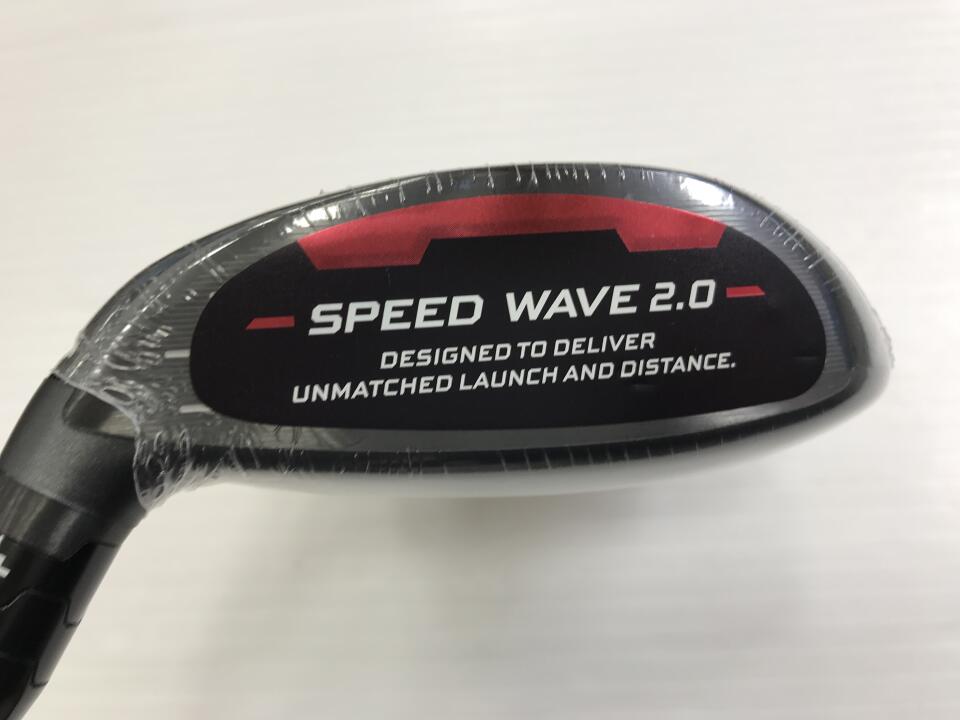 SPEED WAVE 2.0
DESIGNED TO DELIVER
UNMATCHED LAUNCH AND DISTANCE.